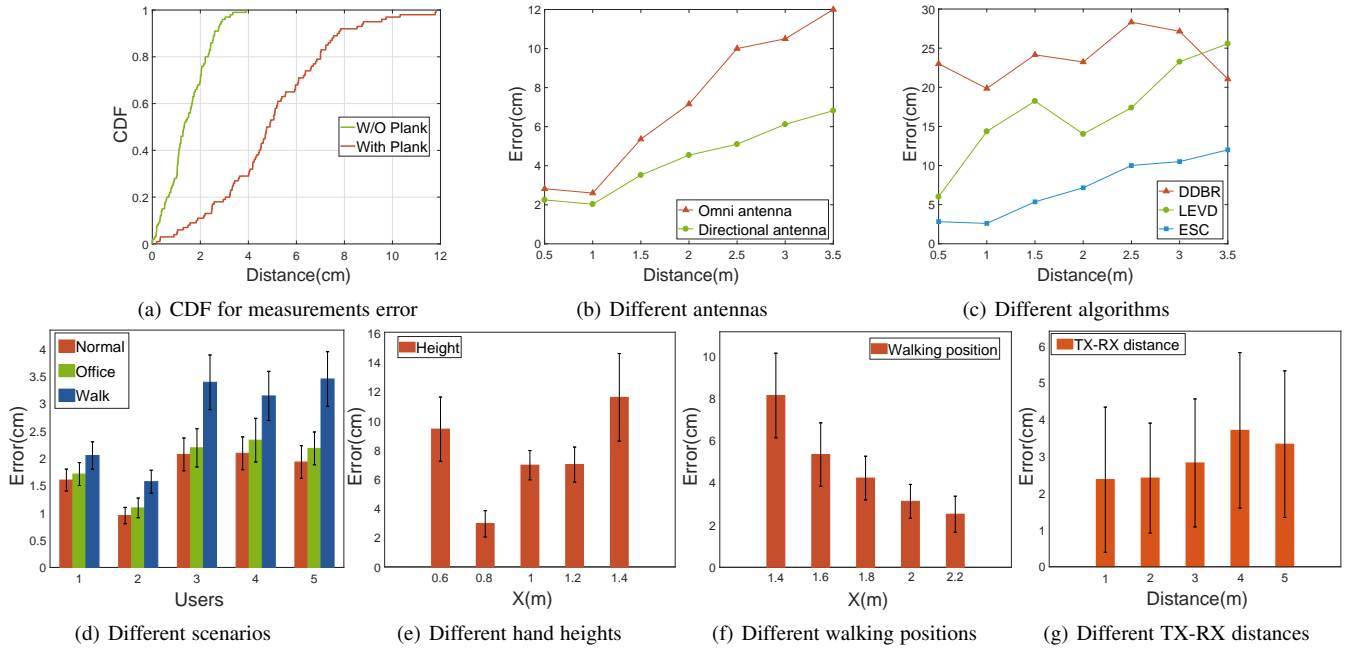 1
0.8
0.6
0.4
0.2
0
CDF
0 2 4 6 8 10 12
Distance(cm)
W/O Plank
With Plank
(a) CDF for measurements error
12
10
8
6
4
2
0
Error(cm)
0.5 1 1.5 2 2.5 3 3.5
Distance(m)
Omni antenna
Directional antenna
(b) Different antennas
30
25
20
15
10
5
0
Error(cm)
0.5 1 1.5 2 2.5 3 3.5
Distance(m)
DDBR
LEVD
ESC
(c) Different algorithms
4
3.5
3
2.5
2
1.5
1
0.5
0
Error(cm)
Normal
Office
Walk
1 2 3 4 5
Users
(d) Different scenarios
16
14
12
10
8
6
4
2
0
Error(cm)
Height
0.6 0.8 1 1.2 1.4
X(m)
(e) Different hand heights
10
8
6
4
2
0
Error(cm)
Walking position
1.4 1.6 1.8 2 2.2
X(m)
(f) Different walking positions
6
5
4
3
2
1
0
Error(cm)
TX-RX distance
1 2 3 4 5
Distance(m)
(g) Different TX-RX distances